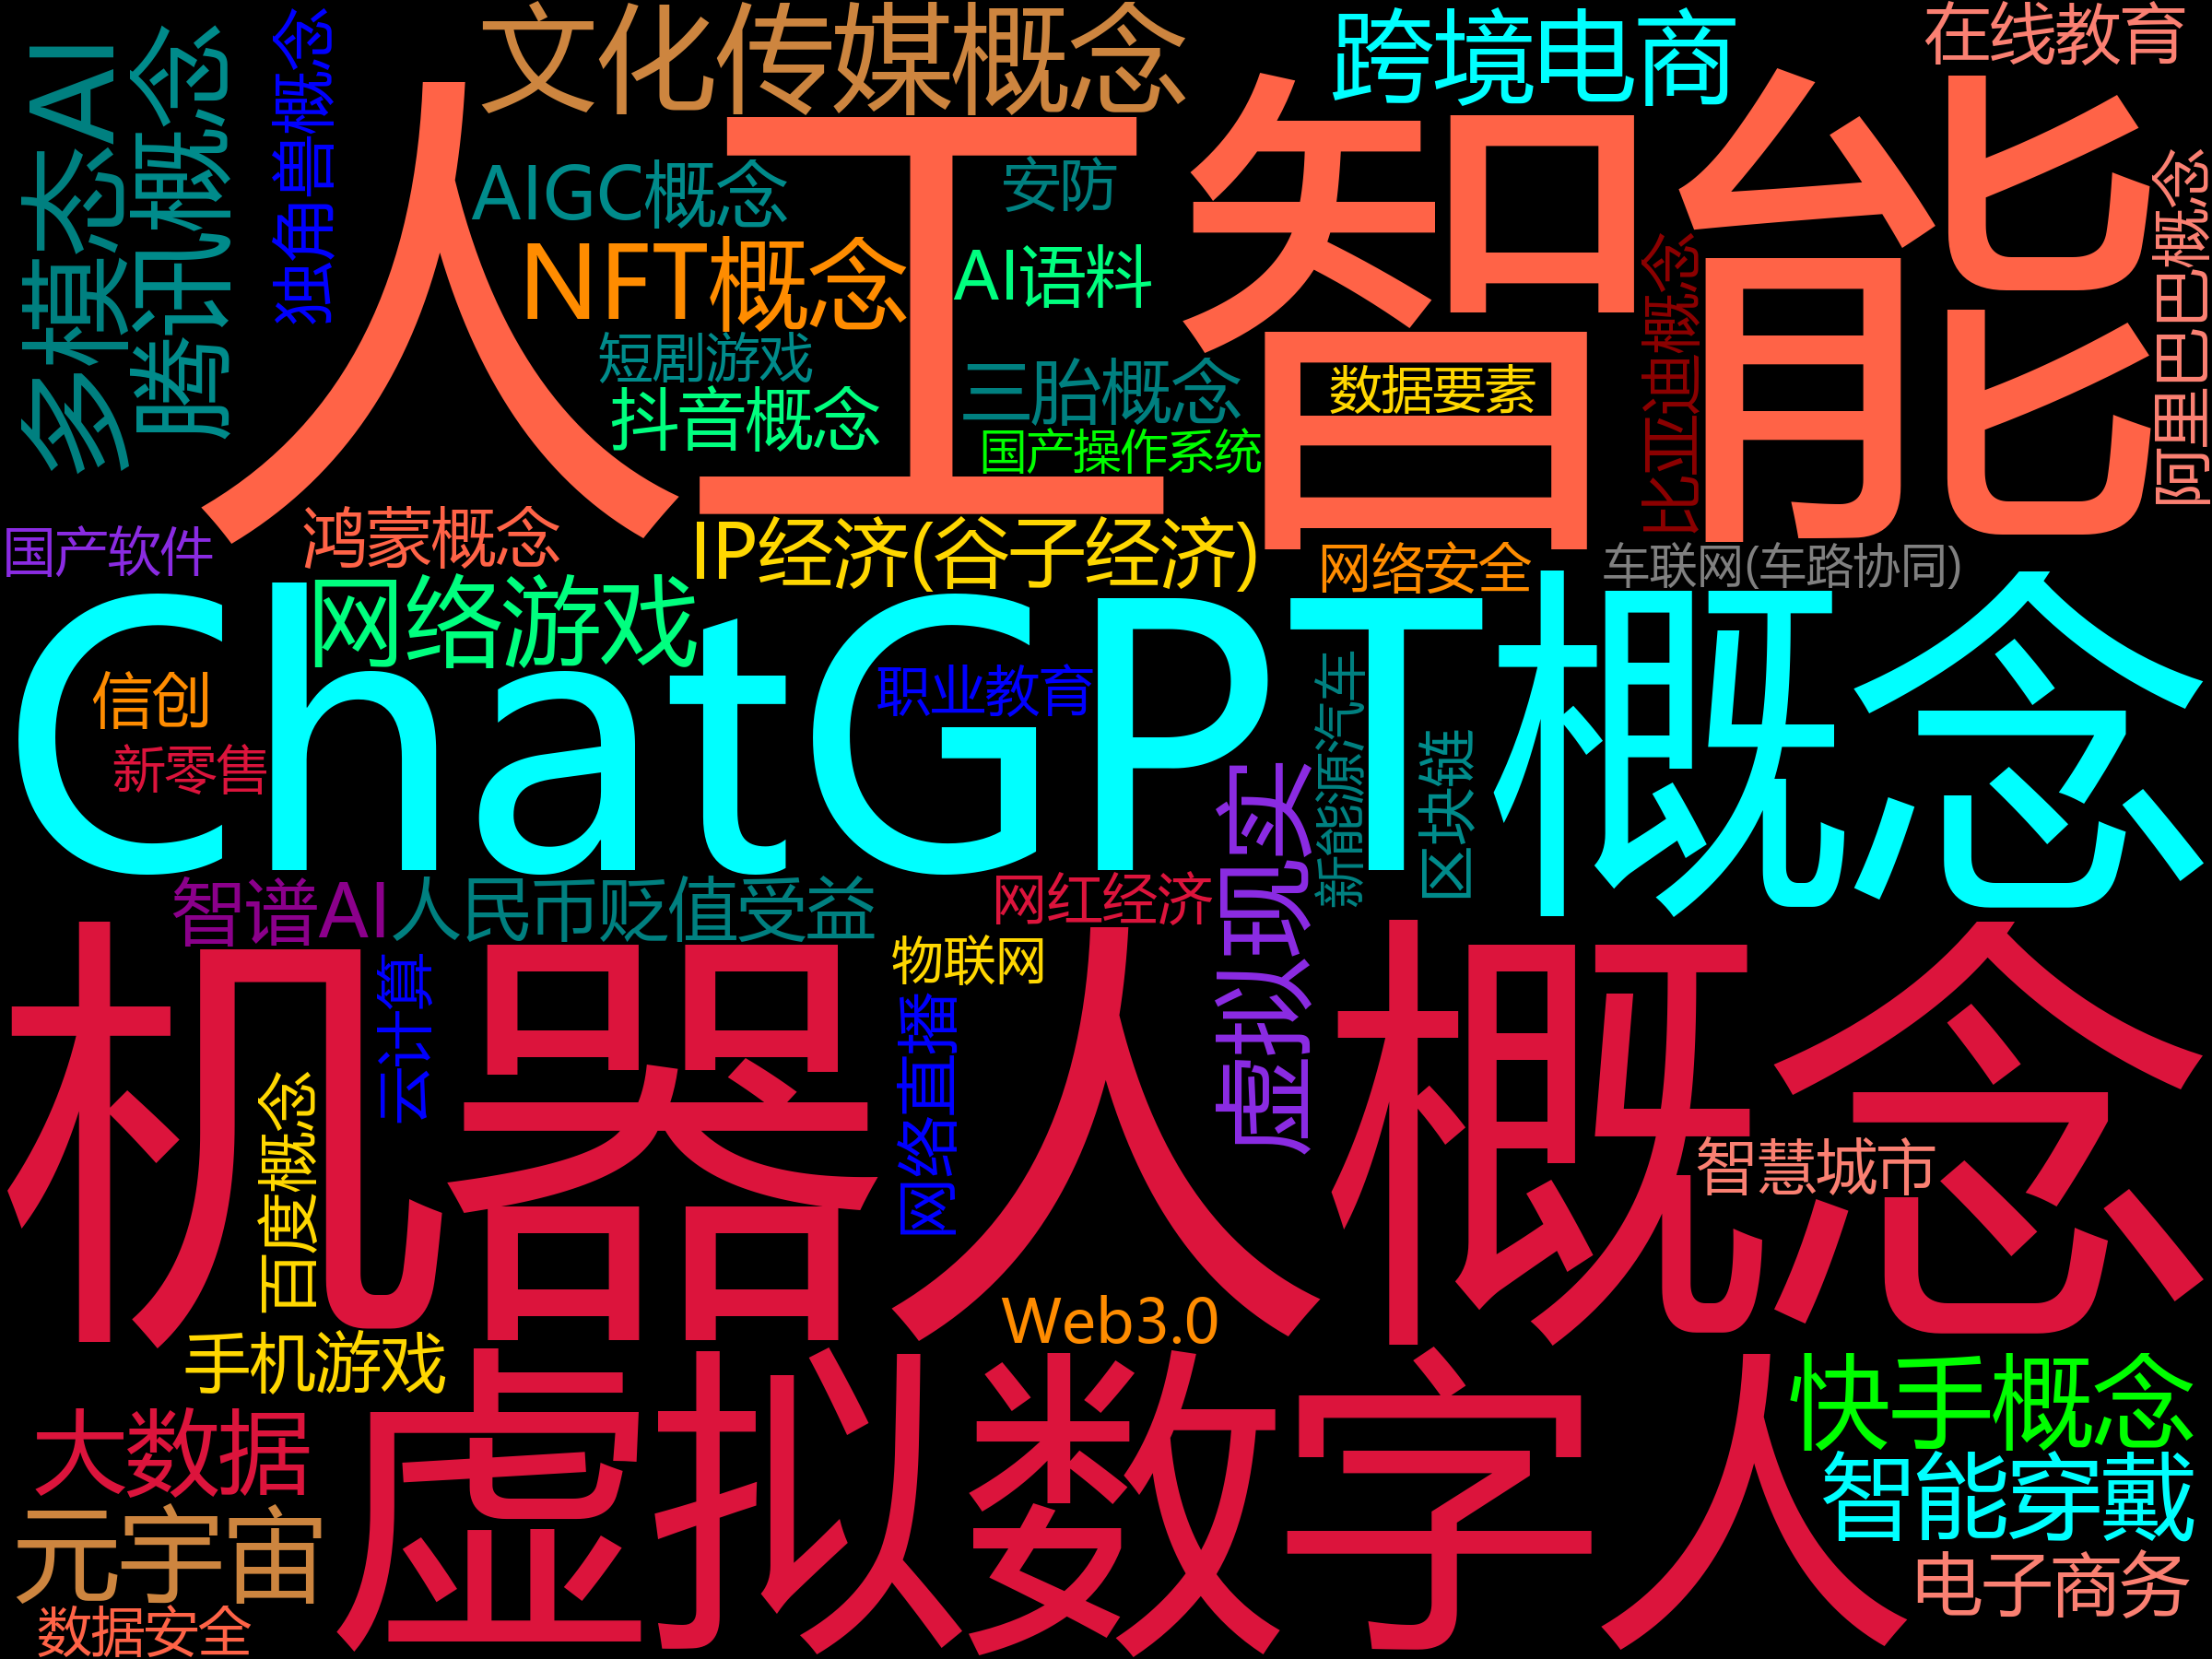 多模态AI
腾讯概念
独角兽概念
文化传媒概念
跨境电商
在线教育
人工智能
AIGC概念
安防
NFT概念
AI语料
短剧游戏
三胎概念
数据要素
抖音概念
国产操作系统
比亚迪概念
阿里巴巴概念
国产软件
鸿蒙概念
IP经济(谷子经济)
网络安全
车联网(车路协同)
网络游戏
ChatGPT概念
信创
职业教育
新能源汽车
区块链
新零售
虚拟现实
智谱AI
人民币贬值受益
网红经济
机器人概念
物联网
云计算
网络直播
百度概念
智慧城市
Web3.0
手机游戏
虚拟数字人
快手概念
大数据
智能穿戴
元宇宙
电子商务
数据安全